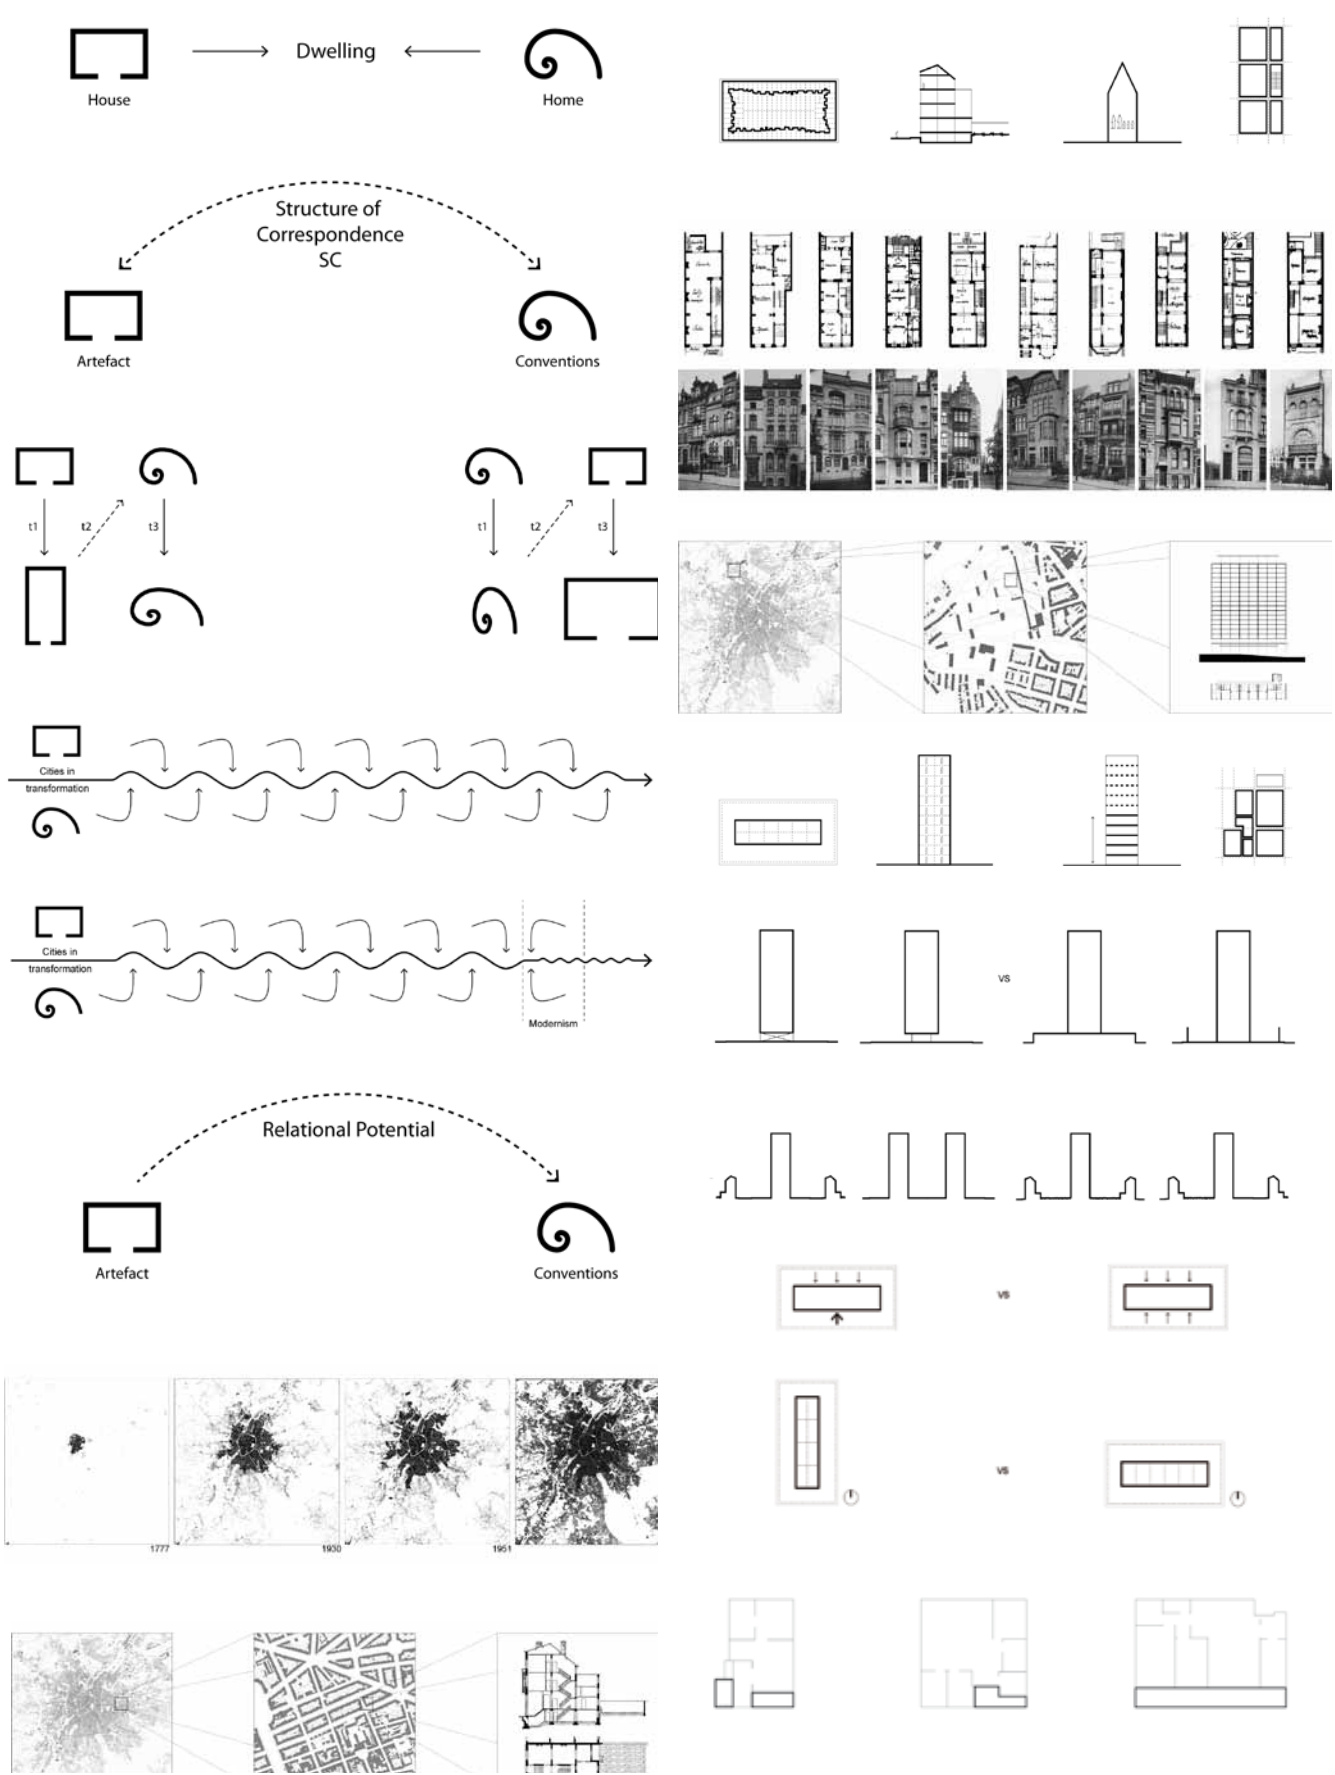 Dwelling
House
Home
Structure of
Correspondence
SC
Artefact
Conventions
t1
t2
t3
t1
t2
t3
Cities in
transformation
Cities in
transformation
Modernism
Relational Potential
Artefact
Conventions
1777
1930
1951
VS
VS
VS